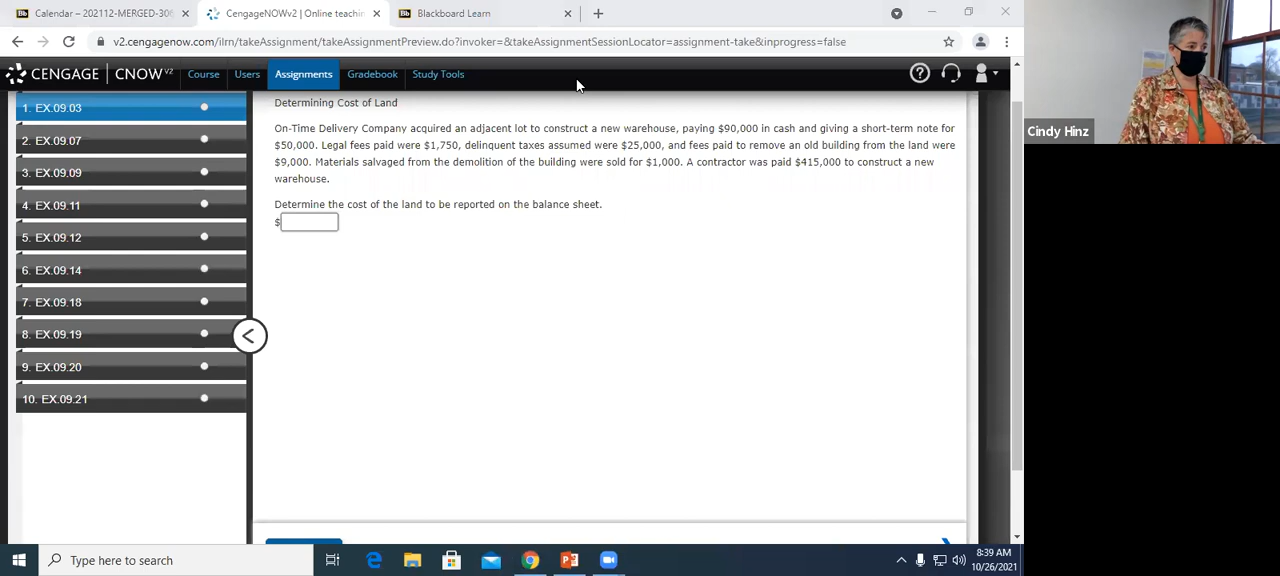 Calendar – 202112-MERGED-306
CengageNOWv2 | Online teachin
Blackboard Learn
v2.cengagenow.com/ilrn/takeAssignment/takeAssignmentPreview.do?invoker=&takeAssignmentSessionLocator=assignment-take&inprogress=false
CENGAGE | CNOWv2 Course Users Assignments Gradebook Study Tools
1. EX.09.03
2. EX.09.07
3. EX.09.09
4. EX.09.11
5. EX.09.12
6. EX.09.14
7. EX.09.18
8. EX.09.19
9. EX.09.20
10. EX.09.21
Determining Cost of Land
On-Time Delivery Company acquired an adjacent lot to construct a new warehouse, paying $90,000 in cash and giving a short-term note for
$50,000. Legal fees paid were $1,750, delinquent taxes assumed were $25,000, and fees paid to remove an old building from the land were
$9,000. Materials salvaged from the demolition of the building were sold for $1,000. A contractor was paid $415,000 to construct a new
warehouse.
Determine the cost of the land to be reported on the balance sheet.
$
Cindy Hinz
Type here to search
8:39 AM
10/26/2021